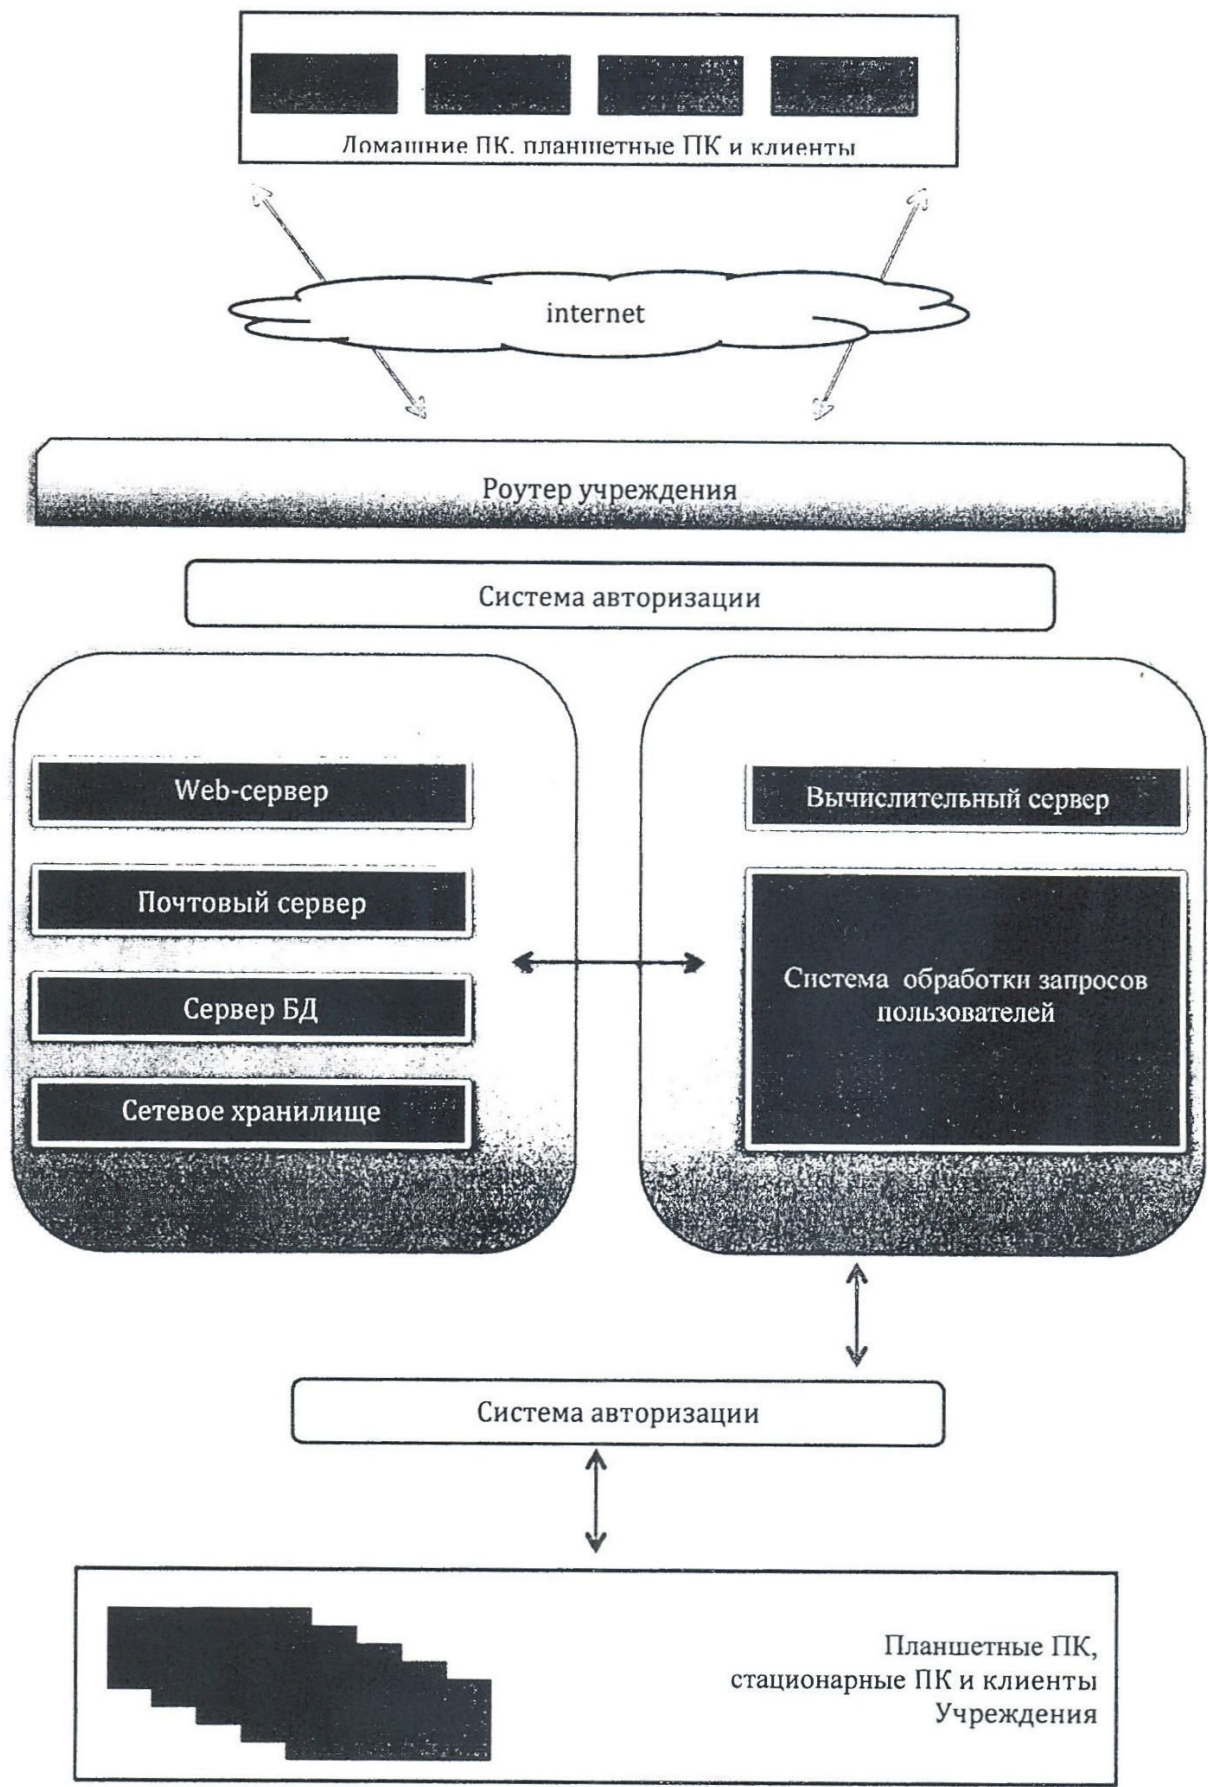 Домашние ПК, планшетные ПК и клиенты
internet
Роутер учреждения
Система авторизации
Web-сервер
Почтовый сервер
Сервер БД
Сетевое хранилище
Вычислительный сервер
Система обработки запросов
пользователей
Система авторизации
Планшетные ПК,
стационарные ПК и клиенты
Учреждения